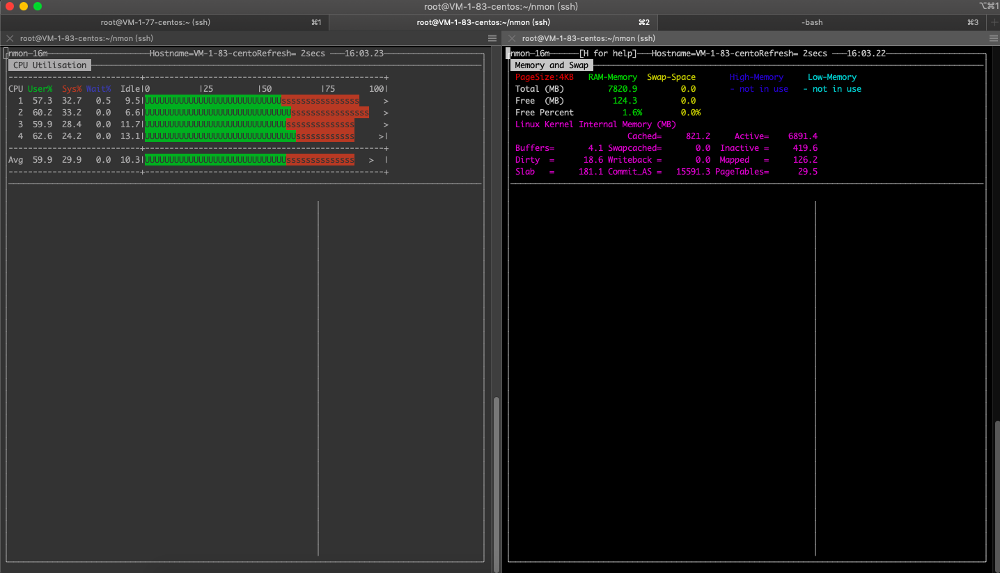 root@VM-1-83-centos:~/nmon (ssh)
⌥⌘1
root@VM-1-77-centos:~ (ssh) ⌘1
root@VM-1-83-centos:~/nmon (ssh) ⌘2
-bash ⌘3
root@VM-1-83-centos:~/nmon (ssh)
nmon─16m─────────────────────Hostname=VM-1-83-centoRefresh= 2secs ───16:03.23
CPU Utilisation
---------------------------+-------------------------------------------------+
CPU User% Sys% Wait% Idle|0 |25 |50 |75 100|
1 57.3 32.7 0.5 9.5|UUUUUUUUUUUUUUUUUUUUUUUUUUUUssssssssssssssss >
2 60.2 33.2 0.0 6.6|UUUUUUUUUUUUUUUUUUUUUUUUUUUUUUssssssssssssssss >
3 59.9 28.4 0.0 11.7|UUUUUUUUUUUUUUUUUUUUUUUUUUUUUssssssssssssss >
4 62.6 24.2 0.0 13.1|UUUUUUUUUUUUUUUUUUUUUUUUUUUUUUUssssssssssss >|
---------------------------+-------------------------------------------------+
Avg 59.9 29.9 0.0 10.3|UUUUUUUUUUUUUUUUUUUUUUUUUUUUUssssssssssssss > |
---------------------------+-------------------------------------------------+
root@VM-1-83-centos:~/nmon (ssh)
nmon─16m──────[H for help]───Hostname=VM-1-83-centoRefresh= 2secs ───16:03.22
Memory and Swap
PageSize:4KB RAM-Memory Swap-Space High-Memory Low-Memory
Total (MB) 7820.9 0.0 - not in use - not in use
Free (MB) 124.3 0.0
Free Percent 1.6% 0.0%
Linux Kernel Internal Memory (MB)
Cached= 821.2 Active= 6891.4
Buffers= 4.1 Swapcached= 0.0 Inactive = 419.6
Dirty = 18.6 Writeback = 0.0 Mapped = 126.2
Slab = 181.1 Commit_AS = 15591.3 PageTables= 29.5